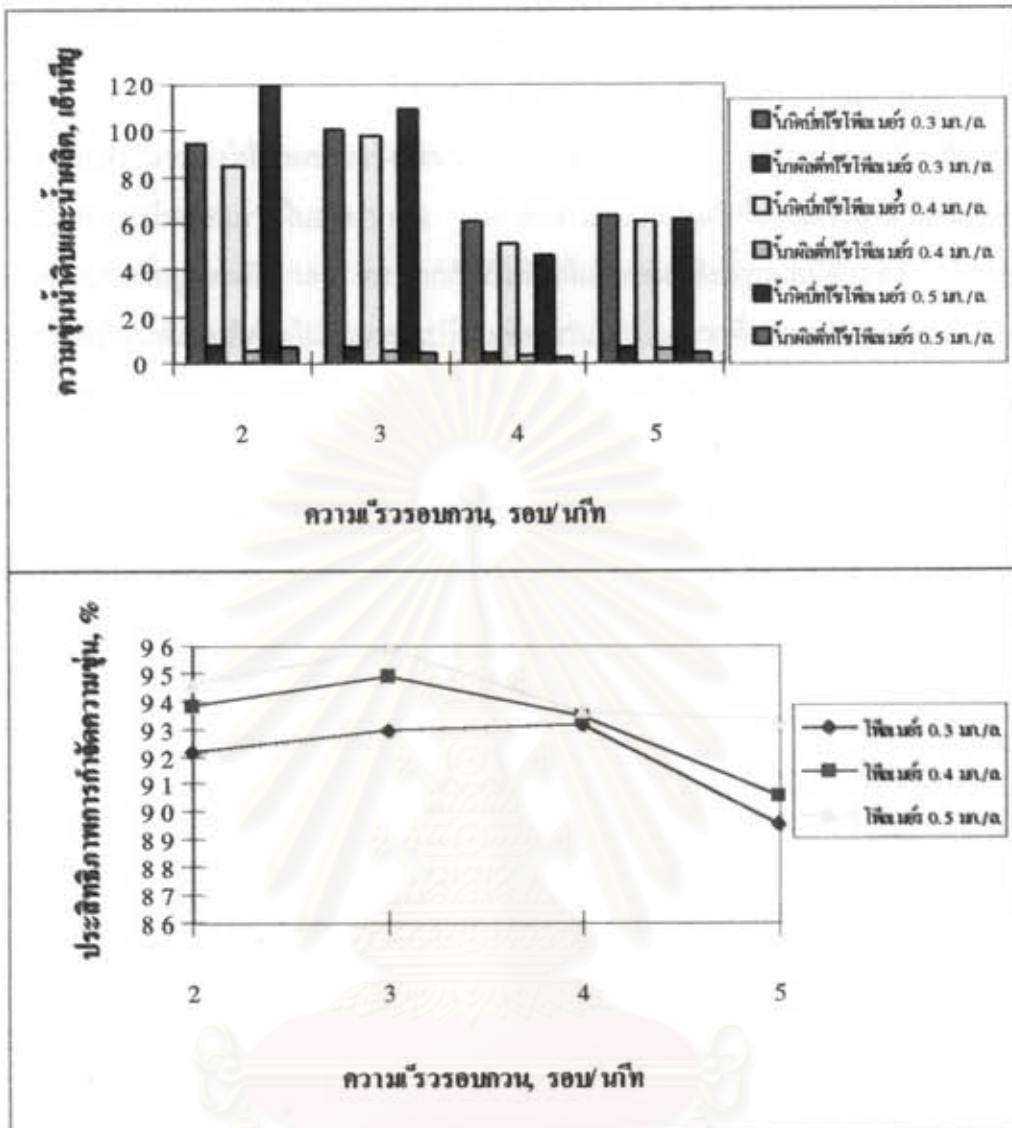 ความขุ่นน้ำดิบและน้ำผลิต, เอ็นทียู
120
100
80
60
40
20
0
2 3 4 5
ความเร็วรอบกวน, รอบ/นาที
น้ำดิบที่ใช้โพลิเมอร์ 0.3 มก./ล.
น้ำผลิตที่ใช้โพลิเมอร์ 0.3 มก./ล.
น้ำดิบที่ใช้โพลิเมอร์ 0.4 มก./ล.
น้ำผลิตที่ใช้โพลิเมอร์ 0.4 มก./ล.
น้ำดิบที่ใช้โพลิเมอร์ 0.5 มก./ล.
น้ำผลิตที่ใช้โพลิเมอร์ 0.5 มก./ล.
ประสิทธิภาพการกำจัดความขุ่น, %
96
95
94
93
92
91
90
89
88
87
86
2 3 4 5
ความเร็วรอบกวน, รอบ/นาที
โพลิเมอร์ 0.3 มก./ล.
โพลิเมอร์ 0.4 มก./ล.
โพลิเมอร์ 0.5 มก./ล.